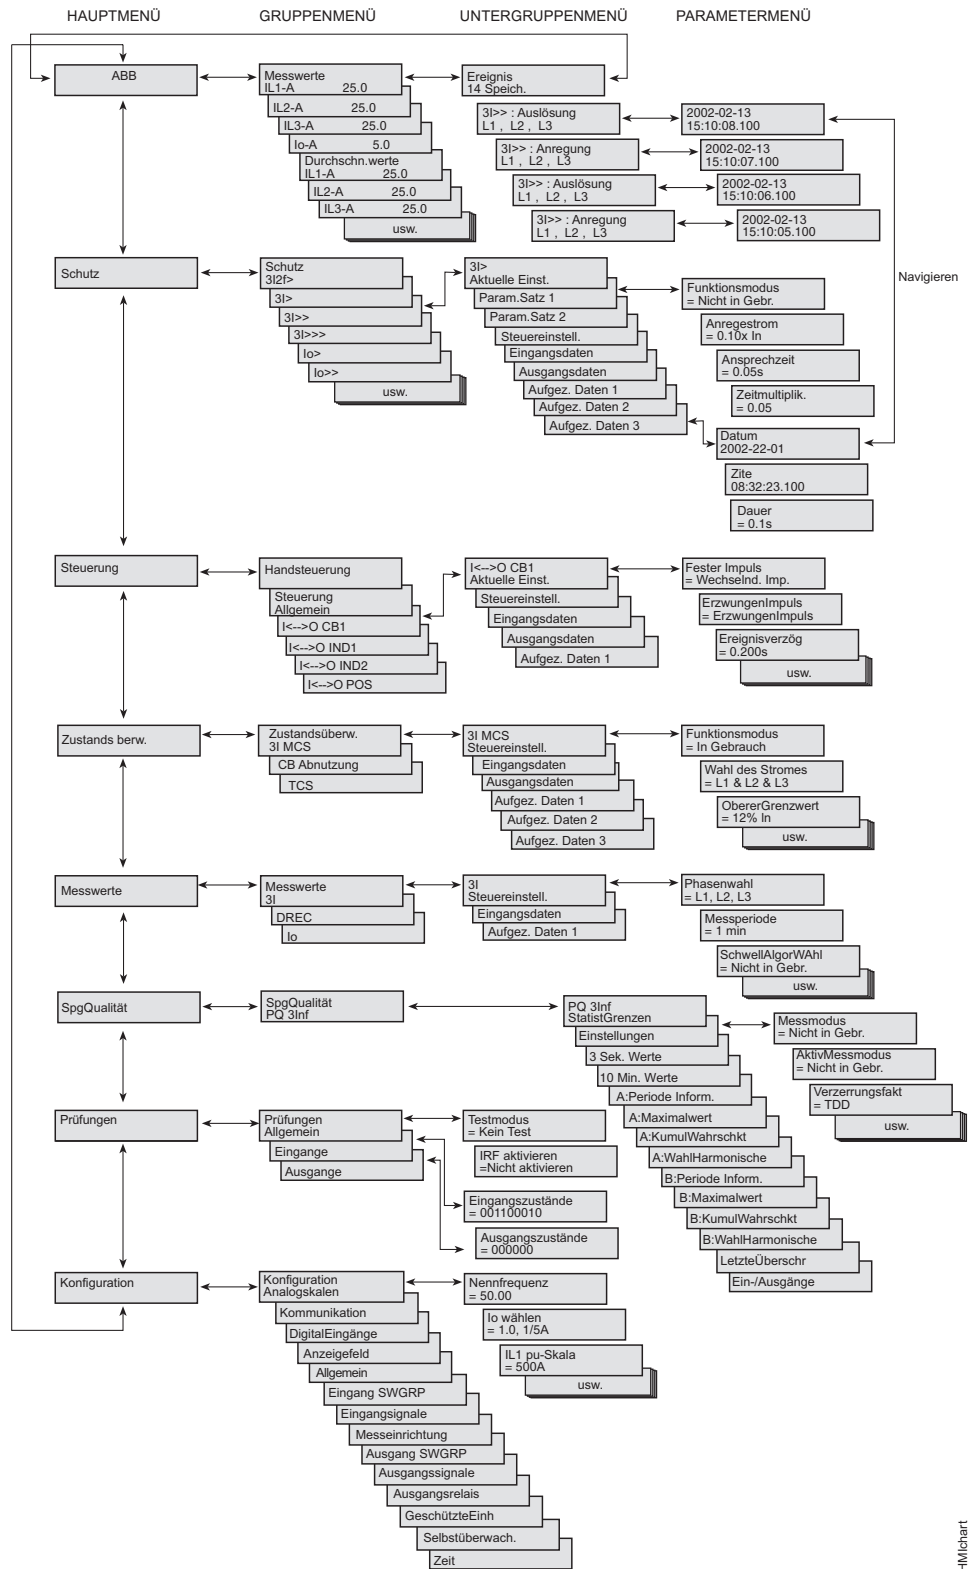 HAUPTMENÜ GRUPPENMENÜ UNTERGRUPPENMENÜ PARAMETERMENÜ
ABB
Messwerte
IL1-A 25.0
IL2-A 25.0
IL3-A 25.0
Io-A 5.0
Durchschn.werte
IL1-A 25.0
IL2-A 25.0
IL3-A 25.0
usw.
Ereignis
14 Speich.
3I>> : Auslösung
L1 , L2 , L3
3I>> : Anregung
L1 , L2 , L3
3I>> : Auslösung
L1 , L2 , L3
3I>> : Anregung
L1 , L2 , L3
2002-02-13
15:10:08.100
2002-02-13
15:10:07.100
2002-02-13
15:10:06.100
2002-02-13
15:10:05.100
Navigieren
Schutz
Schutz
3I2f>
3I>
3I>>
3I>>>
Io>
Io>>
usw.
3I>
Aktuelle Einst.
Param.Satz 1
Param.Satz 2
Steuereinstell.
Eingangsdaten
Ausgangsdaten
Aufgez. Daten 1
Aufgez. Daten 2
Aufgez. Daten 3
Funktionsmodus
= Nicht in Gebr.
Anregestrom
= 0.10x In
Ansprechzeit
= 0.05s
Zeitmultiplik.
= 0.05
Datum
2002-22-01
Zite
08:32:23.100
Dauer
= 0.1s
Steuerung
Handsteuerung
Steuerung
Allgemein
I<-->O CB1
I<-->O IND1
I<-->O IND2
I<-->O POS
I<-->O CB1
Aktuelle Einst.
Steuereinstell.
Eingangsdaten
Ausgangsdaten
Aufgez. Daten 1
Fester Impuls
= Wechselnd. Imp.
ErzwungenImpuls
= ErzwungenImpuls
Ereignisverzög
= 0.200s
usw.
Zustands berw.
Zustandsüberw.
3I MCS
CB Abnutzung
TCS
3I MCS
Steuereinstell.
Eingangsdaten
Ausgangsdaten
Aufgez. Daten 1
Aufgez. Daten 2
Aufgez. Daten 3
Funktionsmodus
= In Gebrauch
Wahl des Stromes
= L1 & L2 & L3
ObererGrenzwert
= 12% In
usw.
Messwerte
Messwerte
3I
DREC
Io
3I
Steuereinstell.
Eingangsdaten
Aufgez. Daten 1
Phasenwahl
= L1, L2, L3
Messperiode
= 1 min
SchwellAlgorWAhl
= Nicht in Gebr.
usw.
SpgQualität
SpgQualität
PQ 3Inf
PQ 3Inf
StatistGrenzen
Einstellungen
3 Sek. Werte
10 Min. Werte
A:Periode Inform.
A:Maximalwert
A:KumulWahrschkt
A:WahlHarmonische
B:Periode Inform.
B:Maximalwert
B:KumulWahrschkt
B:WahlHarmonische
LetzteÜberschr
Ein-/Ausgänge
Messmodus
= Nicht in Gebr.
AktivMessmodus
= Nicht in Gebr.
Verzerrungsfakt
= TDD
usw.
Prüfungen
Prüfungen
Allgemein
Eingange
Ausgange
Testmodus
= Kein Test
IRF aktivieren
=Nicht aktivieren
Eingangszustände
= 001100010
Ausgangszustände
= 000000
Konfiguration
Konfiguration
Analogskalen
Kommunikation
DigitalEingänge
Anzeigefeld
Allgemein
Eingang SWGRP
Eingangsignale
Messeinrichtung
Ausgang SWGRP
Ausgangssignale
Ausgangsrelais
GeschützteEinh
Selbstüberwach.
Zeit
Nennfrequenz
= 50.00
Io wählen
= 1.0, 1/5A
IL1 pu-Skala
= 500A
usw.
HMIchart